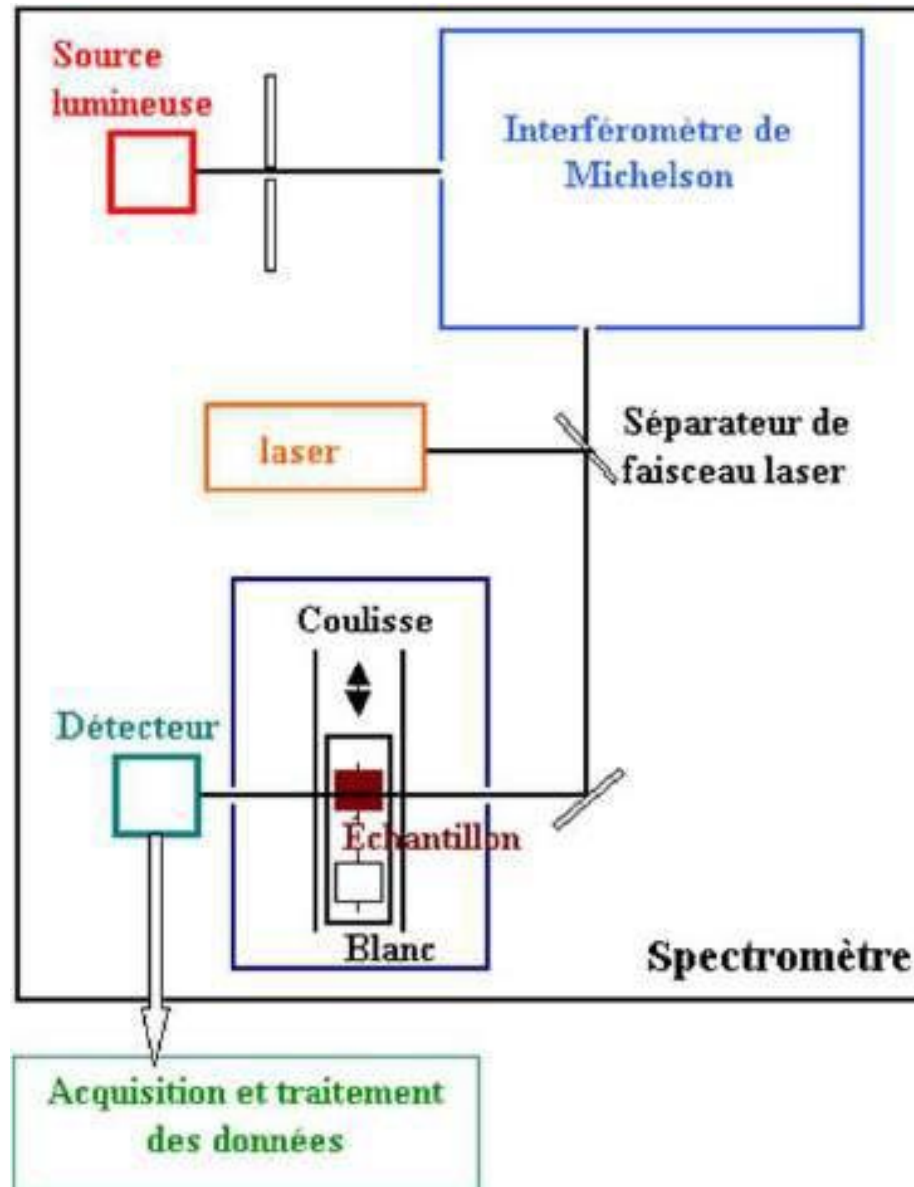 Source
lumineuse
Interféromètre de
Michelson
laser
Séparateur de
faisceau laser
Coulisse
Détecteur
Echantillon
Blanc
Spectromètre
Acquisition et traitement
des données